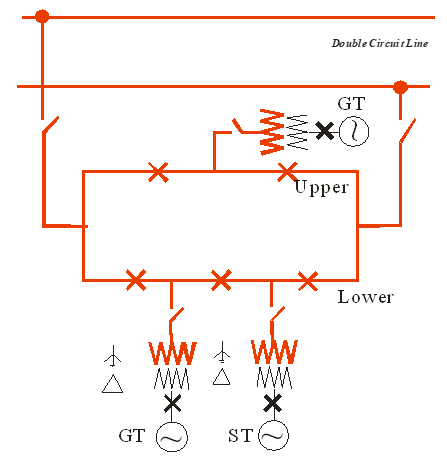 Double Circuit Line
GT
Upper
Lower
GT
ST